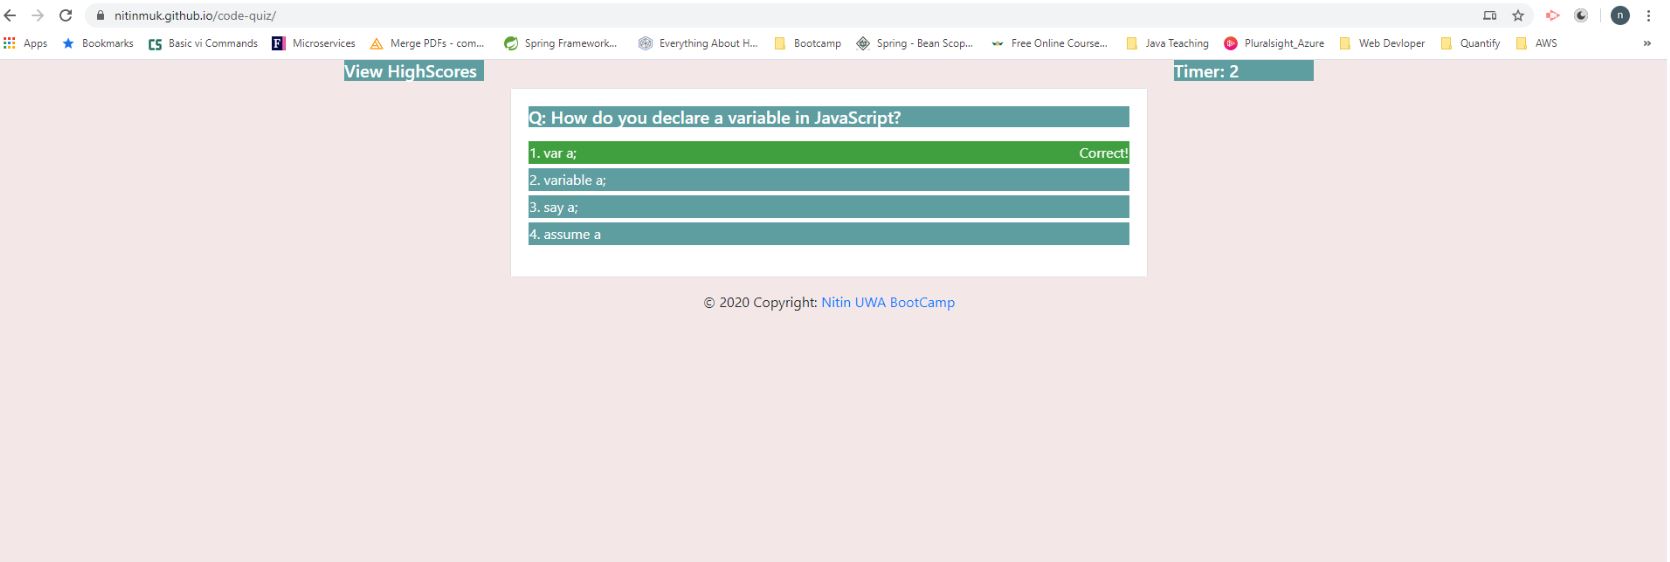 nitinmuk.github.io/code-quiz/
n
Apps Bookmarks CS Basic vi Commands F Microservices Merge PDFs - com... Spring Framework... Everything About H... Bootcamp Spring - Bean Scop... Free Online Course... Java Teaching Pluralsight_Azure Web Devloper Quantify AWS »
View HighScores Timer: 2
Q: How do you declare a variable in JavaScript?
1. var a; Correct!
2. variable a;
3. say a;
4. assume a
© 2020 Copyright: Nitin UWA BootCamp